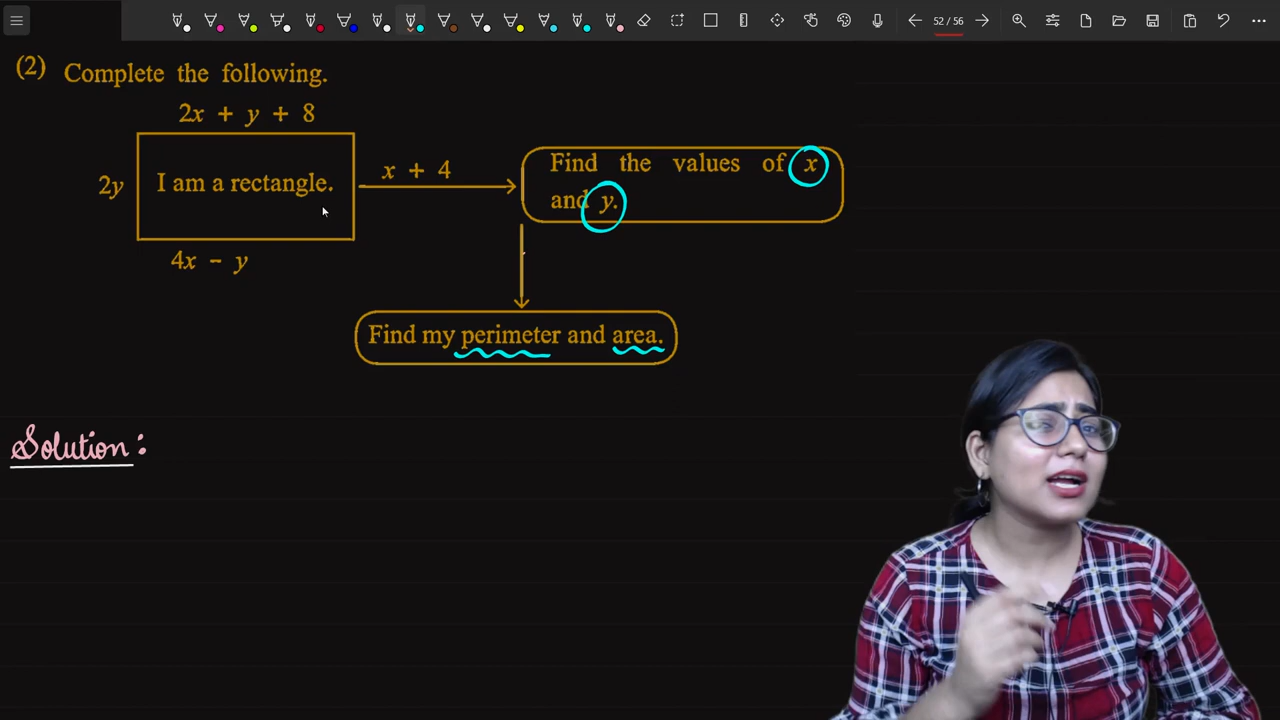 52 / 56
(2) Complete the following.
2x + y + 8
2y
I am a rectangle.
x + 4
Find the values of x
and y.
4x - y
Find my perimeter and area.
Solution: